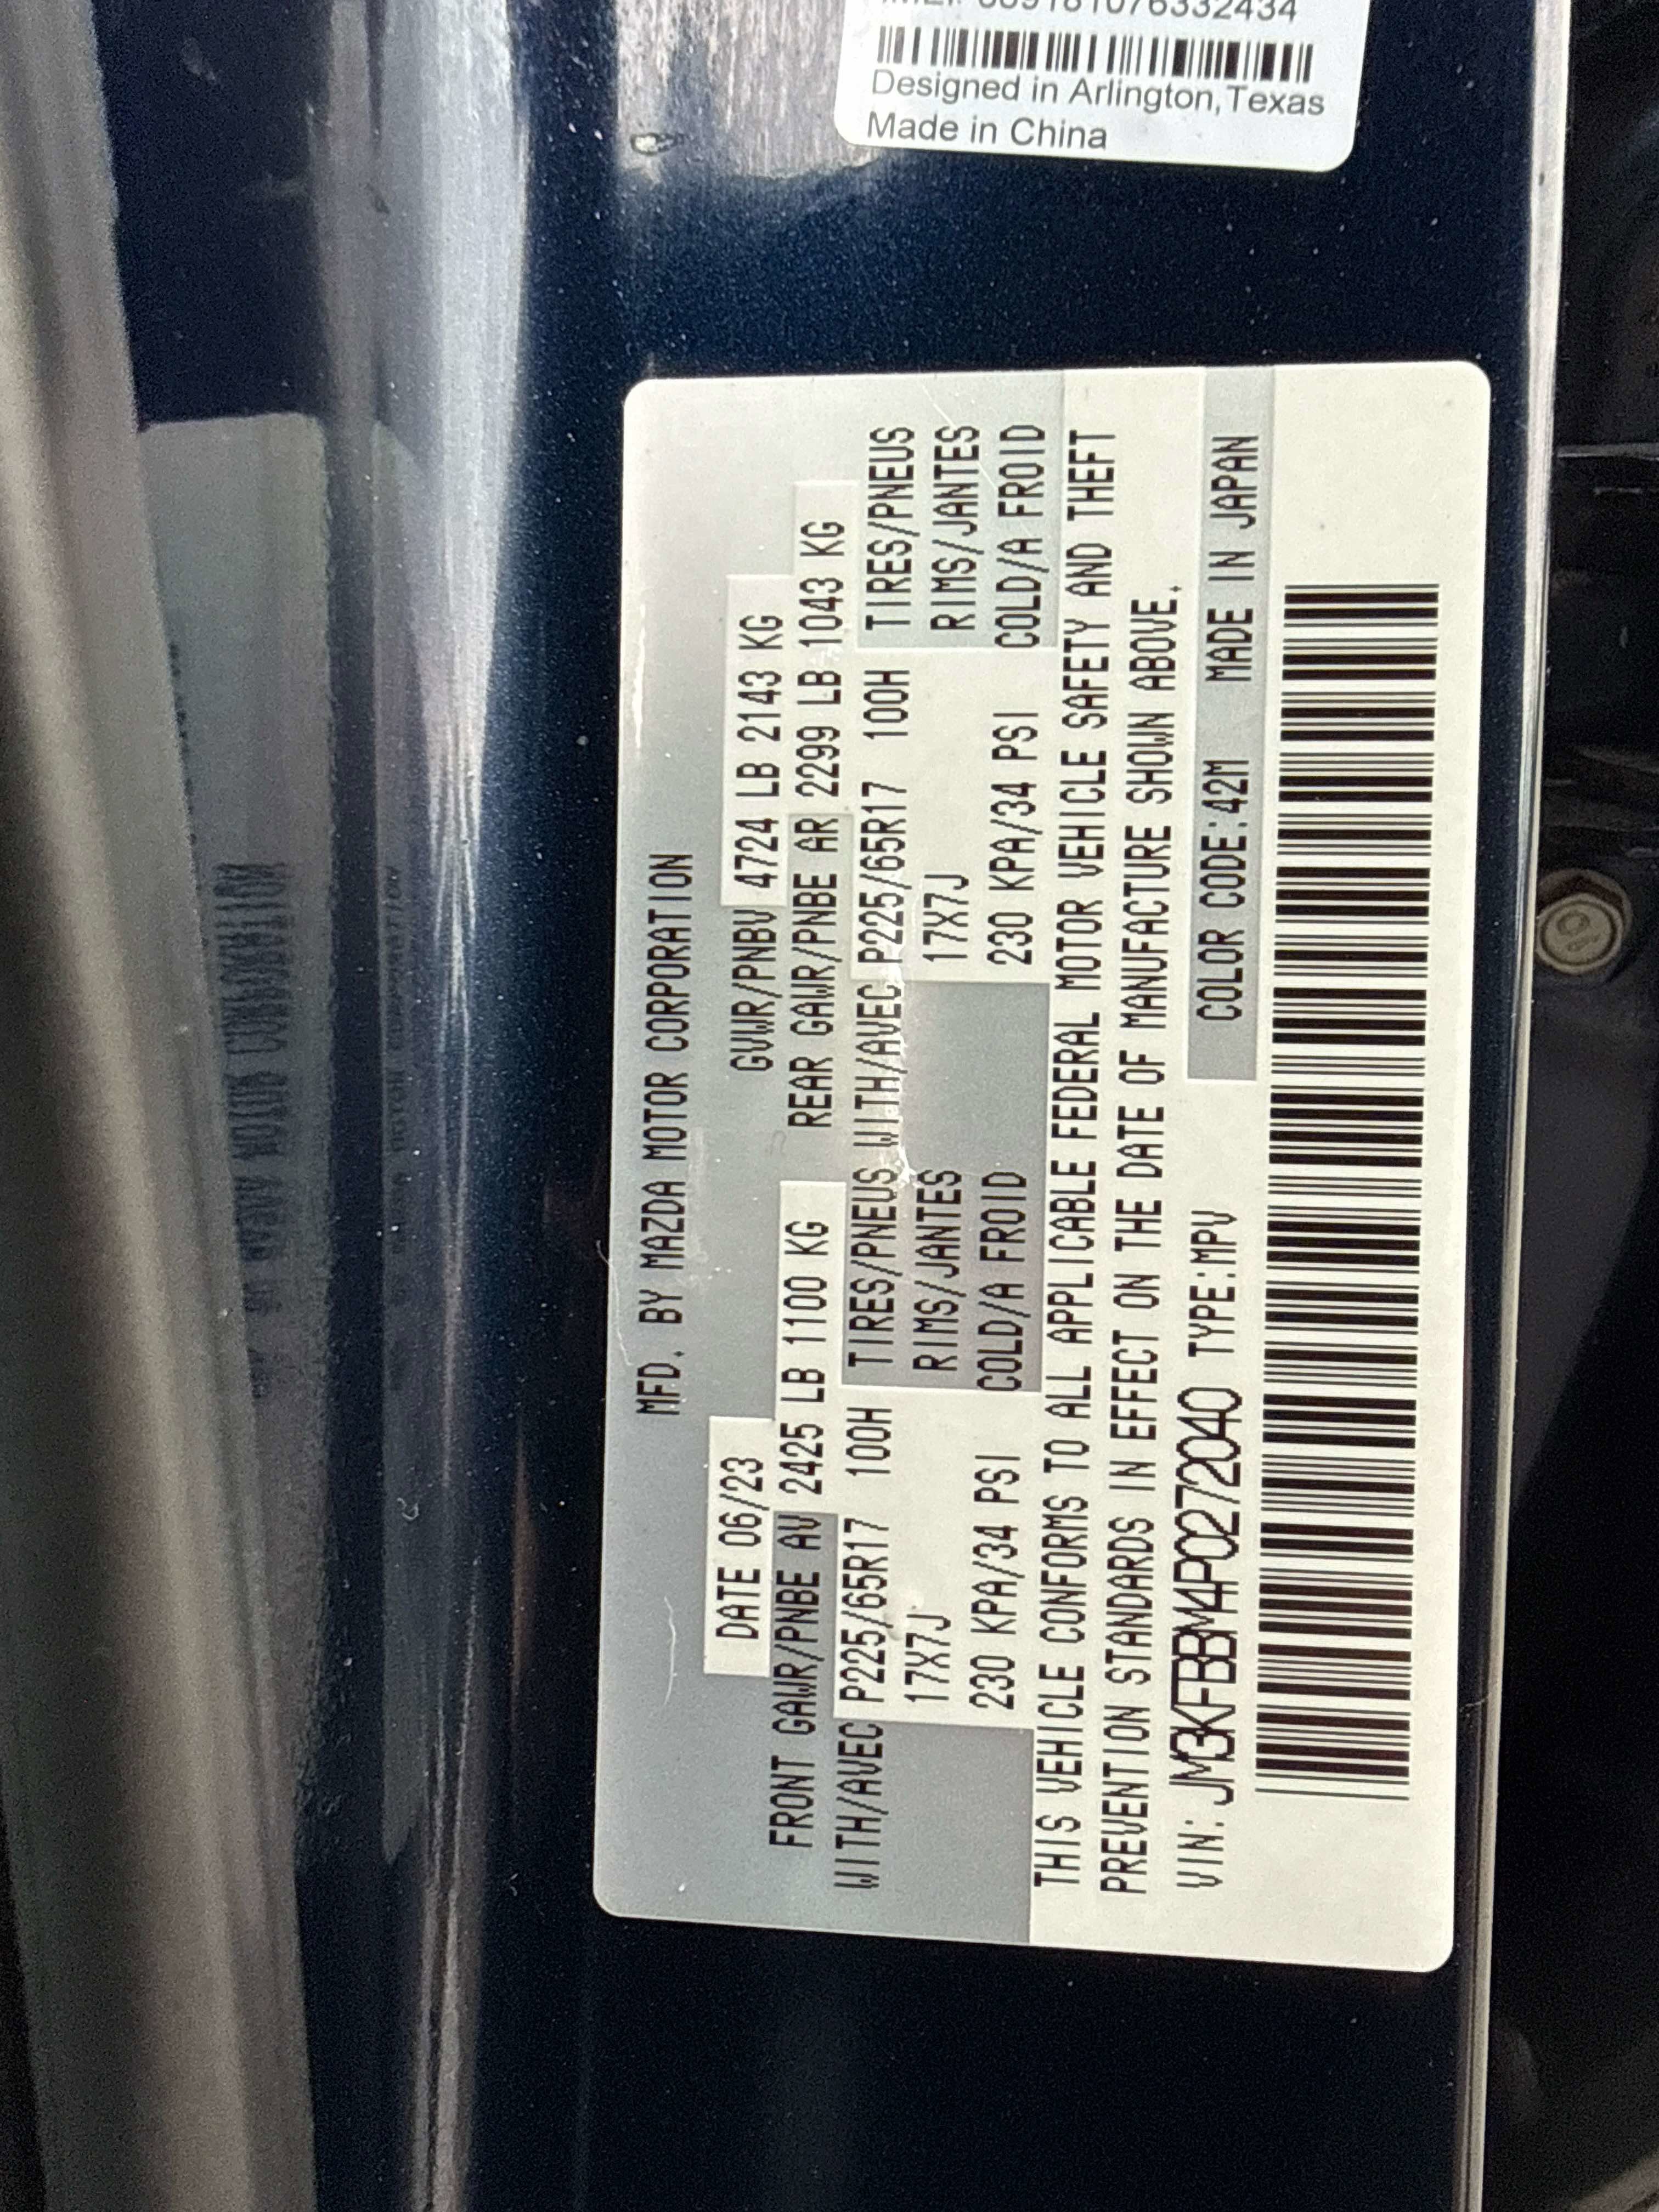 076332434
Designed in Arlington, Texas
Made in China
MFD. BY MAZDA MOTOR CORPORATION
DATE 06/23 GVWR/PNBV 4724 LB 2143 KG
FRONT GAWR/PNBE AV 2425 LB 1100 KG REAR GAWR/PNBE AR 2299 LB 1043 KG
WITH/AVEC P225/65R17 100H TIRES/PNEUS WITH/AVEC P225/65R17 100H TIRES/PNEUS
17X7J RIMS/JANTES 17X7J RIMS/JANTES
230 KPA/34 PSI COLD/A FROID 230 KPA/34 PSI COLD/A FROID
THIS VEHICLE CONFORMS TO ALL APPLICABLE FEDERAL MOTOR VEHICLE SAFETY AND THEFT
PREVENTION STANDARDS IN EFFECT ON THE DATE OF MANUFACTURE SHOWN ABOVE.
VIN: JM3KFBBM4P0272040 TYPE:MPV COLOR CODE:42M MADE IN JAPAN